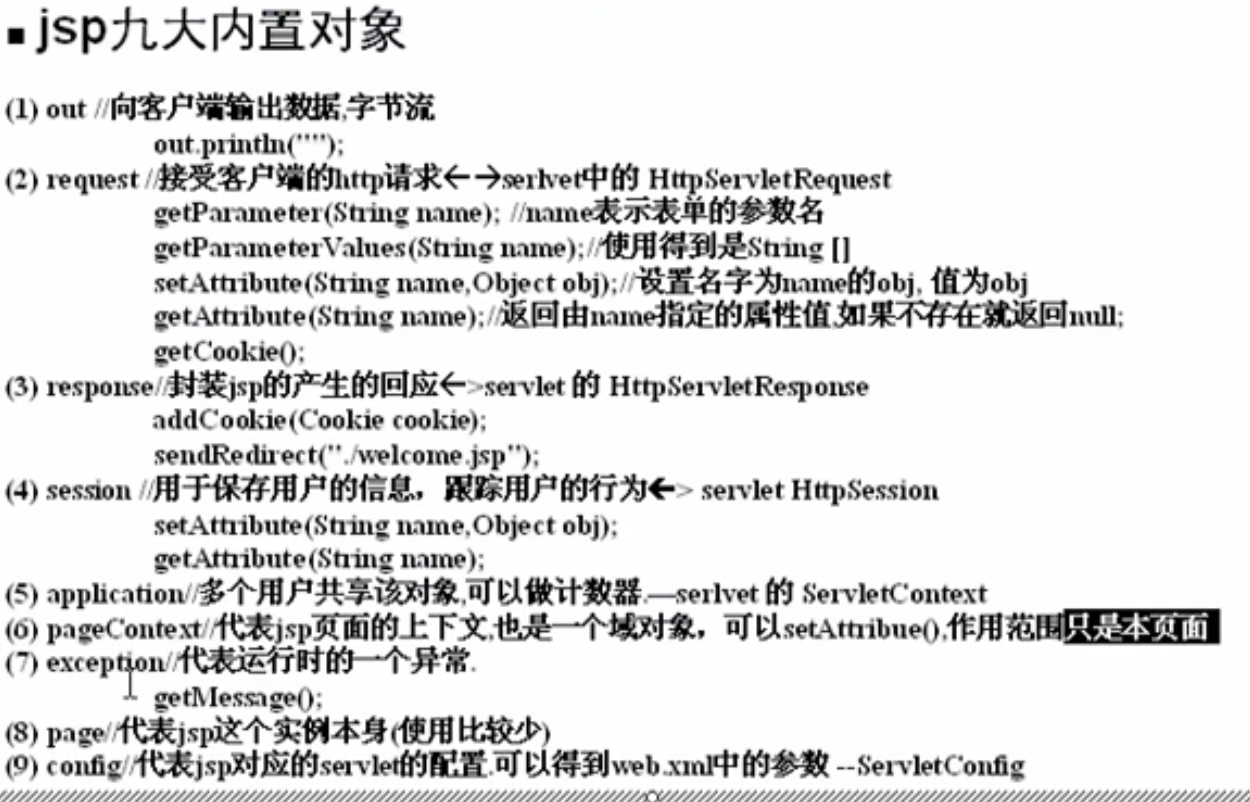 ▪ jsp九大内置对象
(1) out //向客户端输出数据,字节流
out.println("");
(2) request //接受客户端的http请求←→serlvet中的 HttpServletRequest
getParameter(String name); //name表示表单的参数名
getParameterValues(String name);//使用得到是String []
setAttribute(String name,Object obj);//设置名字为name的obj, 值为obj
getAttribute(String name);//返回由name指定的属性值,如果不存在就返回null;
getCookie();
(3) response//封装jsp的产生的回应←>servlet 的 HttpServletResponse
addCookie(Cookie cookie);
sendRedirect("./welcome.jsp");
(4) session //用于保存用户的信息，跟踪用户的行为←> servlet HttpSession
setAttribute(String name,Object obj);
getAttribute(String name);
(5) application//多个用户共享该对象,可以做计数器.—serlvet 的 ServletContext
(6) pageContext//代表jsp页面的上下文,也是一个域对象，可以setAttribue(),作用范围只是本页面
(7) exception//代表运行时的一个异常.
getMessage();
(8) page//代表jsp这个实例本身(使用比较少)
(9) config//代表jsp对应的servlet的配置.可以得到web.xml中的参数 --ServletConfig